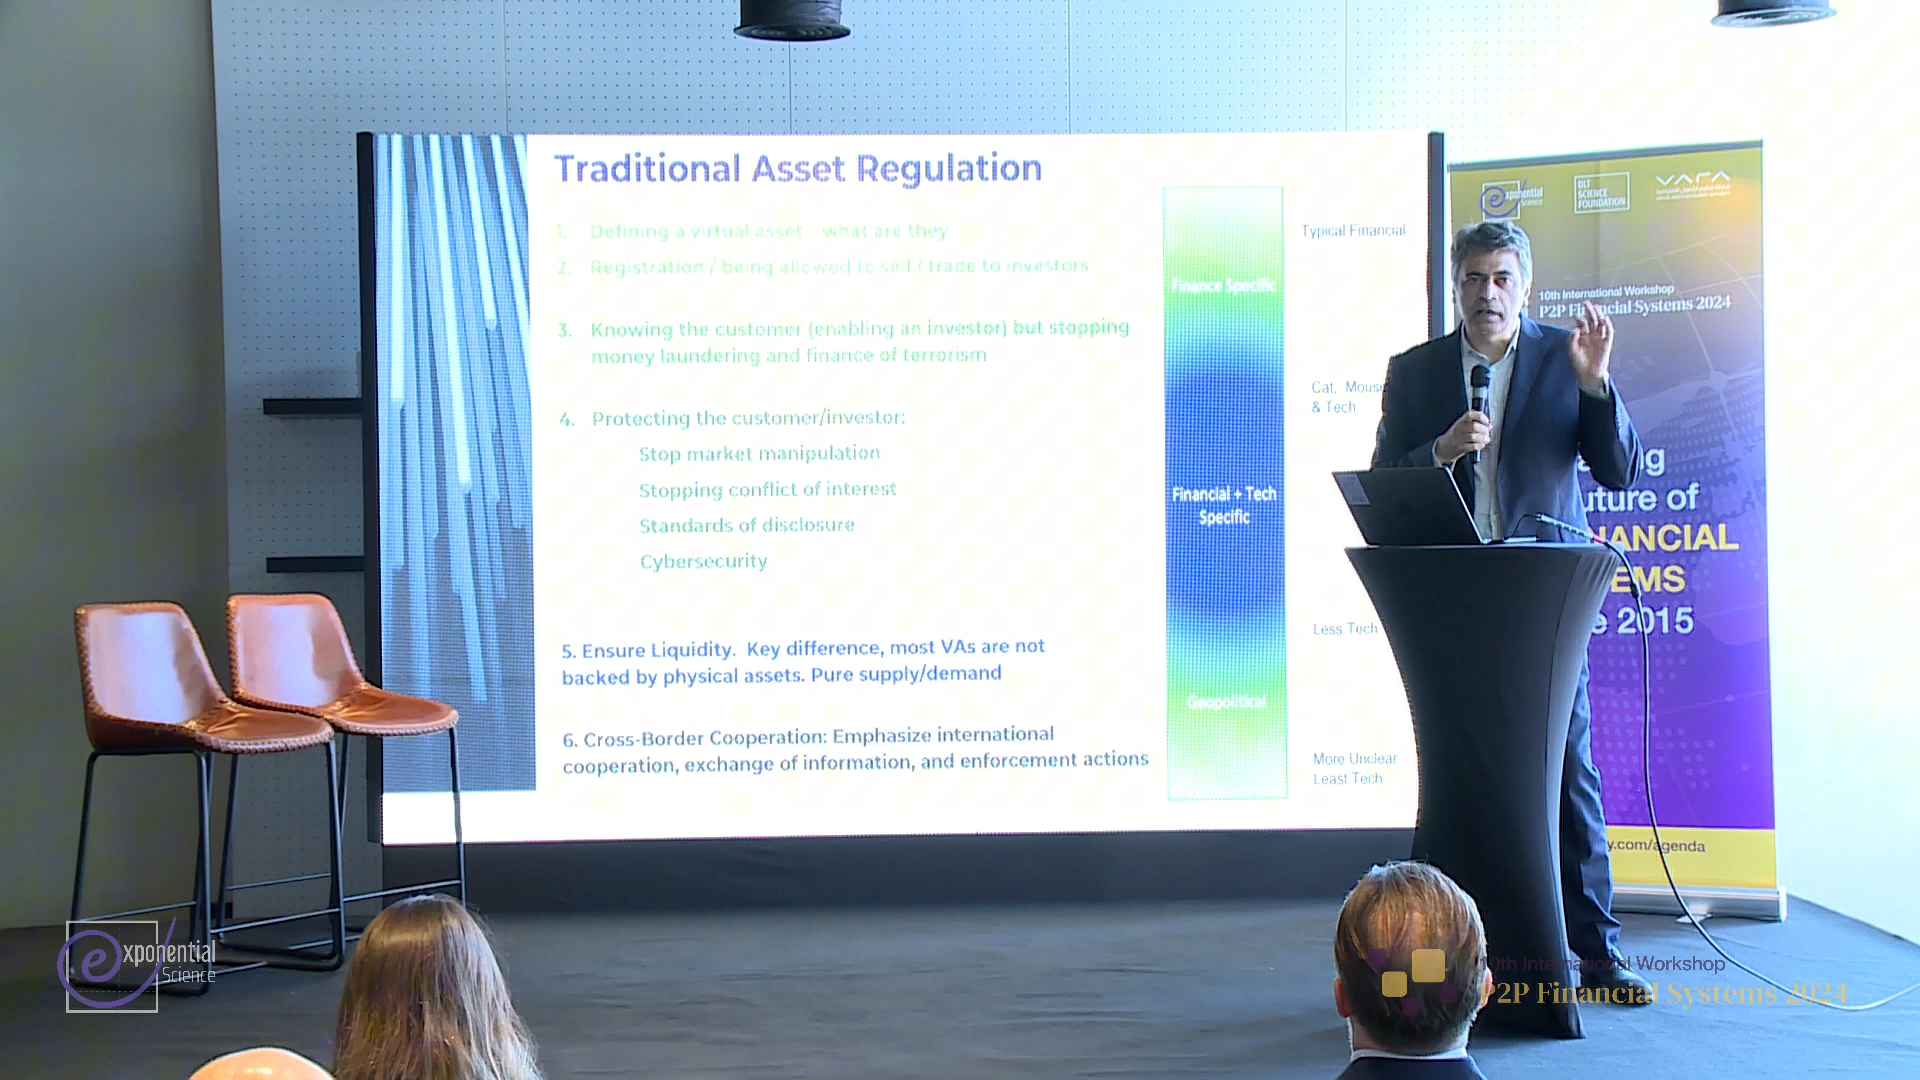 Traditional Asset Regulation
1. Defining a virtual asset - what are they
2. Registration / being allowed to sell / trade to investors
3. Knowing the customer (enabling an investor) but stopping
money laundering and finance of terrorism
4. Protecting the customer/investor:
Stop market manipulation
Stopping conflict of interest
Standards of disclosure
Cybersecurity
5. Ensure Liquidity. Key difference, most VAs are not
backed by physical assets. Pure supply/demand
6. Cross-Border Cooperation: Emphasize international
cooperation, exchange of information, and enforcement actions
Finance Specific
Financial + Tech
Specific
Geopolitical
Typical Financial
Cat, Mouse
& Tech
Less Tech
More Unclear
Least Tech
exponential
Science
DLT
SCIENCE
FOUNDATION
VARA
10th International Workshop
P2P Financial Systems 2024
ng
uture of
NANCIAL
EMS
e 2015
y.com/agenda
exponential
Science
10th International Workshop
P2P Financial Systems 2024